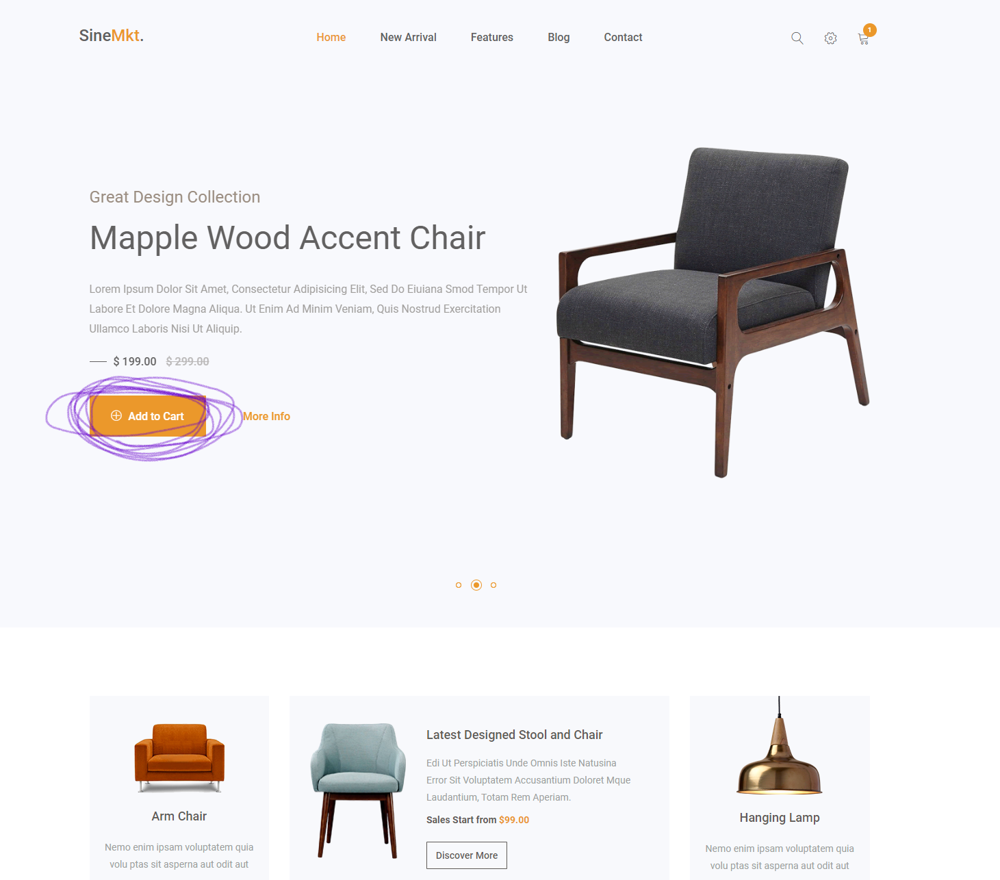 SineMkt.
Home New Arrival Features Blog Contact
1
Great Design Collection
Mapple Wood Accent Chair
Lorem Ipsum Dolor Sit Amet, Consectetur Adipisicing Elit, Sed Do Eiuiana Smod Tempor Ut
Labore Et Dolore Magna Aliqua. Ut Enim Ad Minim Veniam, Quis Nostrud Exercitation
Ullamco Laboris Nisi Ut Aliquip.
$ 199.00 $ 299.00
Add to Cart More Info
Arm Chair
Nemo enim ipsam voluptatem quia
volu ptas sit asperna aut odit aut
Latest Designed Stool and Chair
Edi Ut Perspiciatis Unde Omnis Iste Natusina
Error Sit Voluptatem Accusantium Doloret Mque
Laudantium, Totam Rem Aperiam.
Sales Start from $99.00
Discover More
Hanging Lamp
Nemo enim ipsam voluptatem quia
volu ptas sit asperna aut odit aut